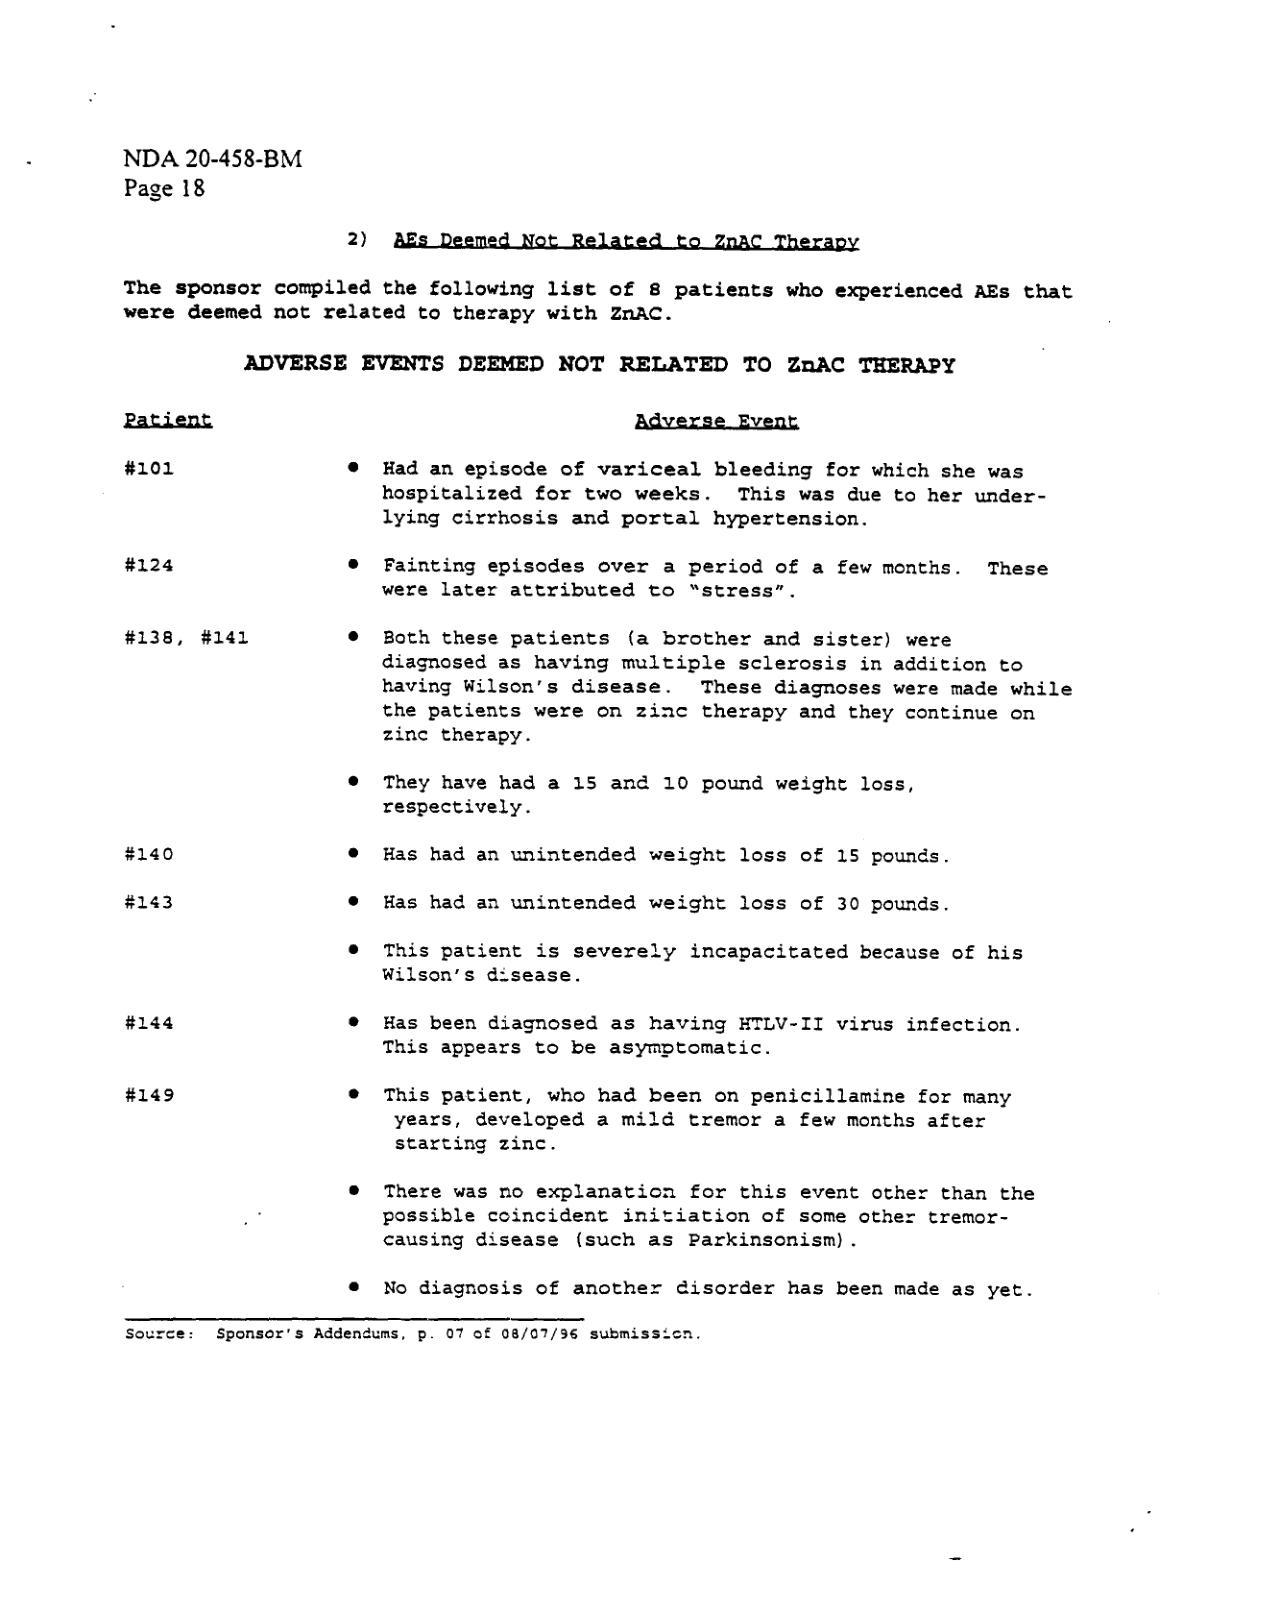 NDA 20-458-BM
Page 18
2) AEs Deemed Not Related to ZnAC Therapy
The sponsor compiled the following list of 8 patients who experienced AEs that
were deemed not related to therapy with ZnAC.
ADVERSE EVENTS DEEMED NOT RELATED TO ZnAC THERAPY
Patient Adverse Event
#101 • Had an episode of variceal bleeding for which she was
hospitalized for two weeks. This was due to her under-
lying cirrhosis and portal hypertension.
#124 • Fainting episodes over a period of a few months. These
were later attributed to "stress".
#138, #141 • Both these patients (a brother and sister) were
diagnosed as having multiple sclerosis in addition to
having Wilson's disease. These diagnoses were made while
the patients were on zinc therapy and they continue on
zinc therapy.
• They have had a 15 and 10 pound weight loss,
respectively.
#140 • Has had an unintended weight loss of 15 pounds.
#143 • Has had an unintended weight loss of 30 pounds.
• This patient is severely incapacitated because of his
Wilson's disease.
#144 • Has been diagnosed as having HTLV-II virus infection.
This appears to be asymptomatic.
#149 • This patient, who had been on penicillamine for many
years, developed a mild tremor a few months after
starting zinc.
• There was no explanation for this event other than the
possible coincident initiation of some other tremor-
causing disease (such as Parkinsonism).
• No diagnosis of another disorder has been made as yet.
Source: Sponsor's Addendums, p. 07 of 08/07/96 submission.